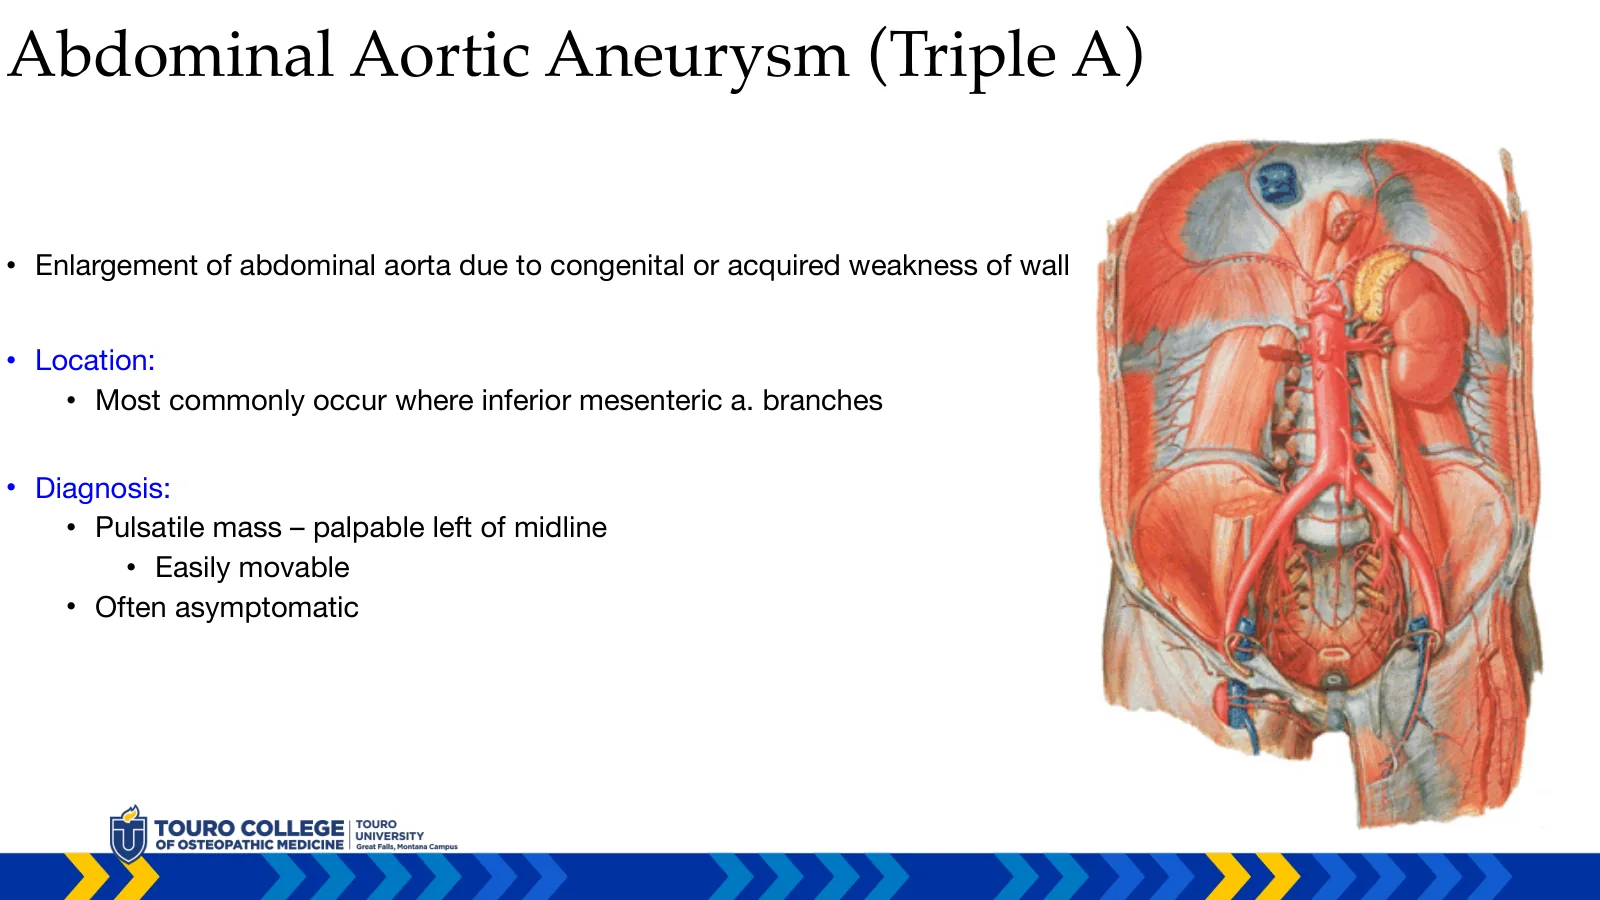 Abdominal Aortic Aneurysm (Triple A)
• Enlargement of abdominal aorta due to congenital or acquired weakness of wall
• Location:
• Most commonly occur where inferior mesenteric a. branches
• Diagnosis:
• Pulsatile mass – palpable left of midline
• Easily movable
• Often asymptomatic
TOURO COLLEGE
OF OSTEOPATHIC MEDICINE
TOURO
UNIVERSITY
Great Falls, Montana Campus